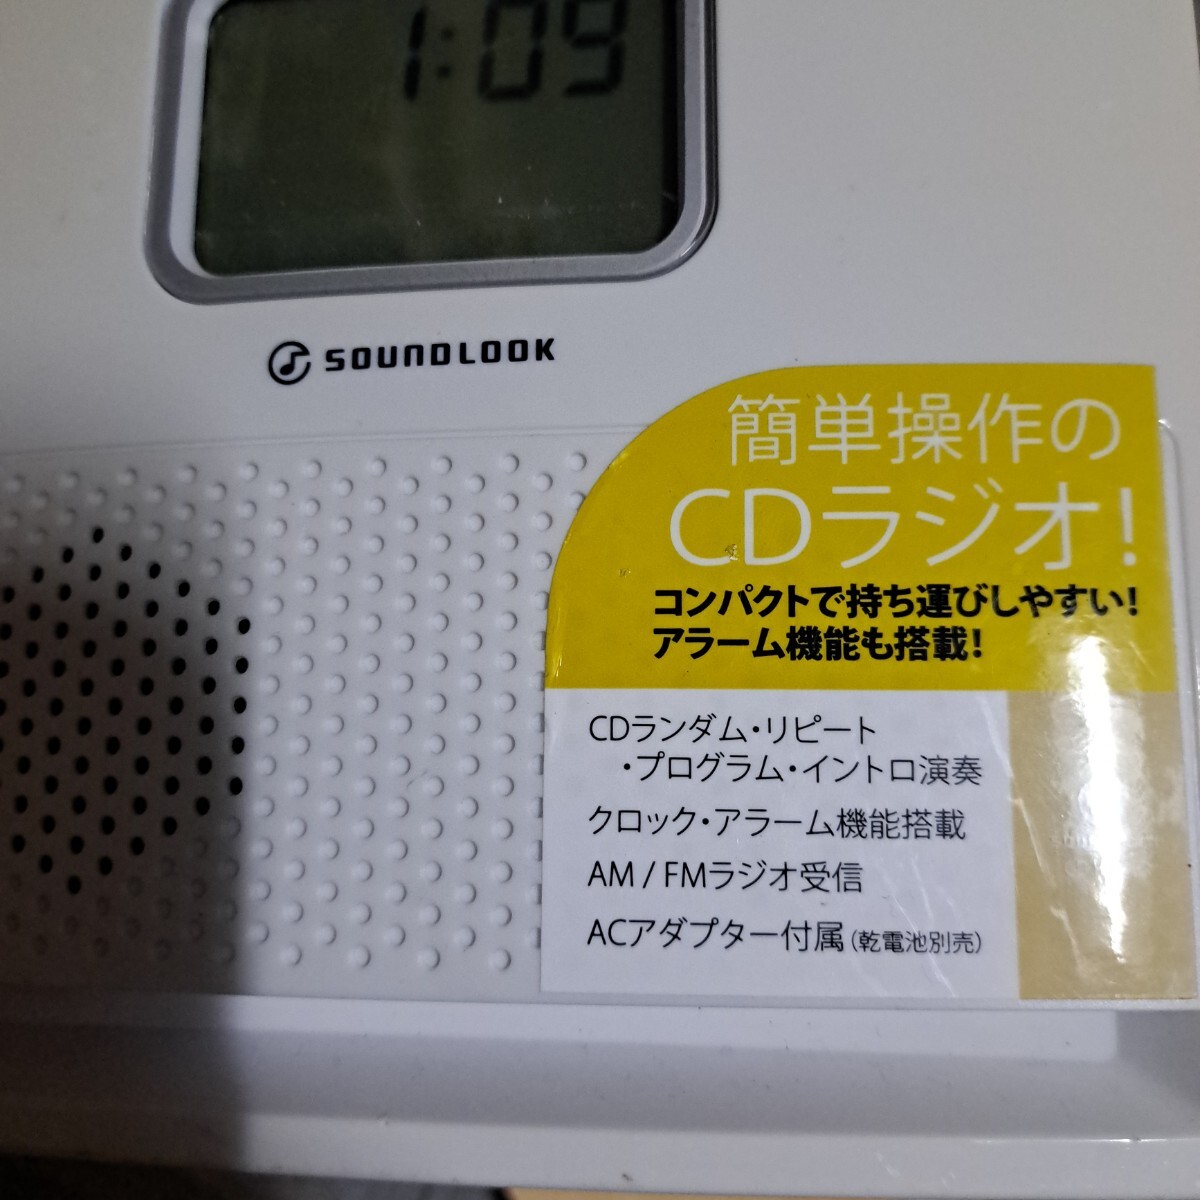 1:09
SOUNDLOOK
簡単操作の
CDラジオ!
コンパクトで持ち運びしやすい!
アラーム機能も搭載!
CDランダム・リピート
・プログラム・イントロ演奏
クロック・アラーム機能搭載
AM / FMラジオ受信
ACアダプター付属(乾電池別売)